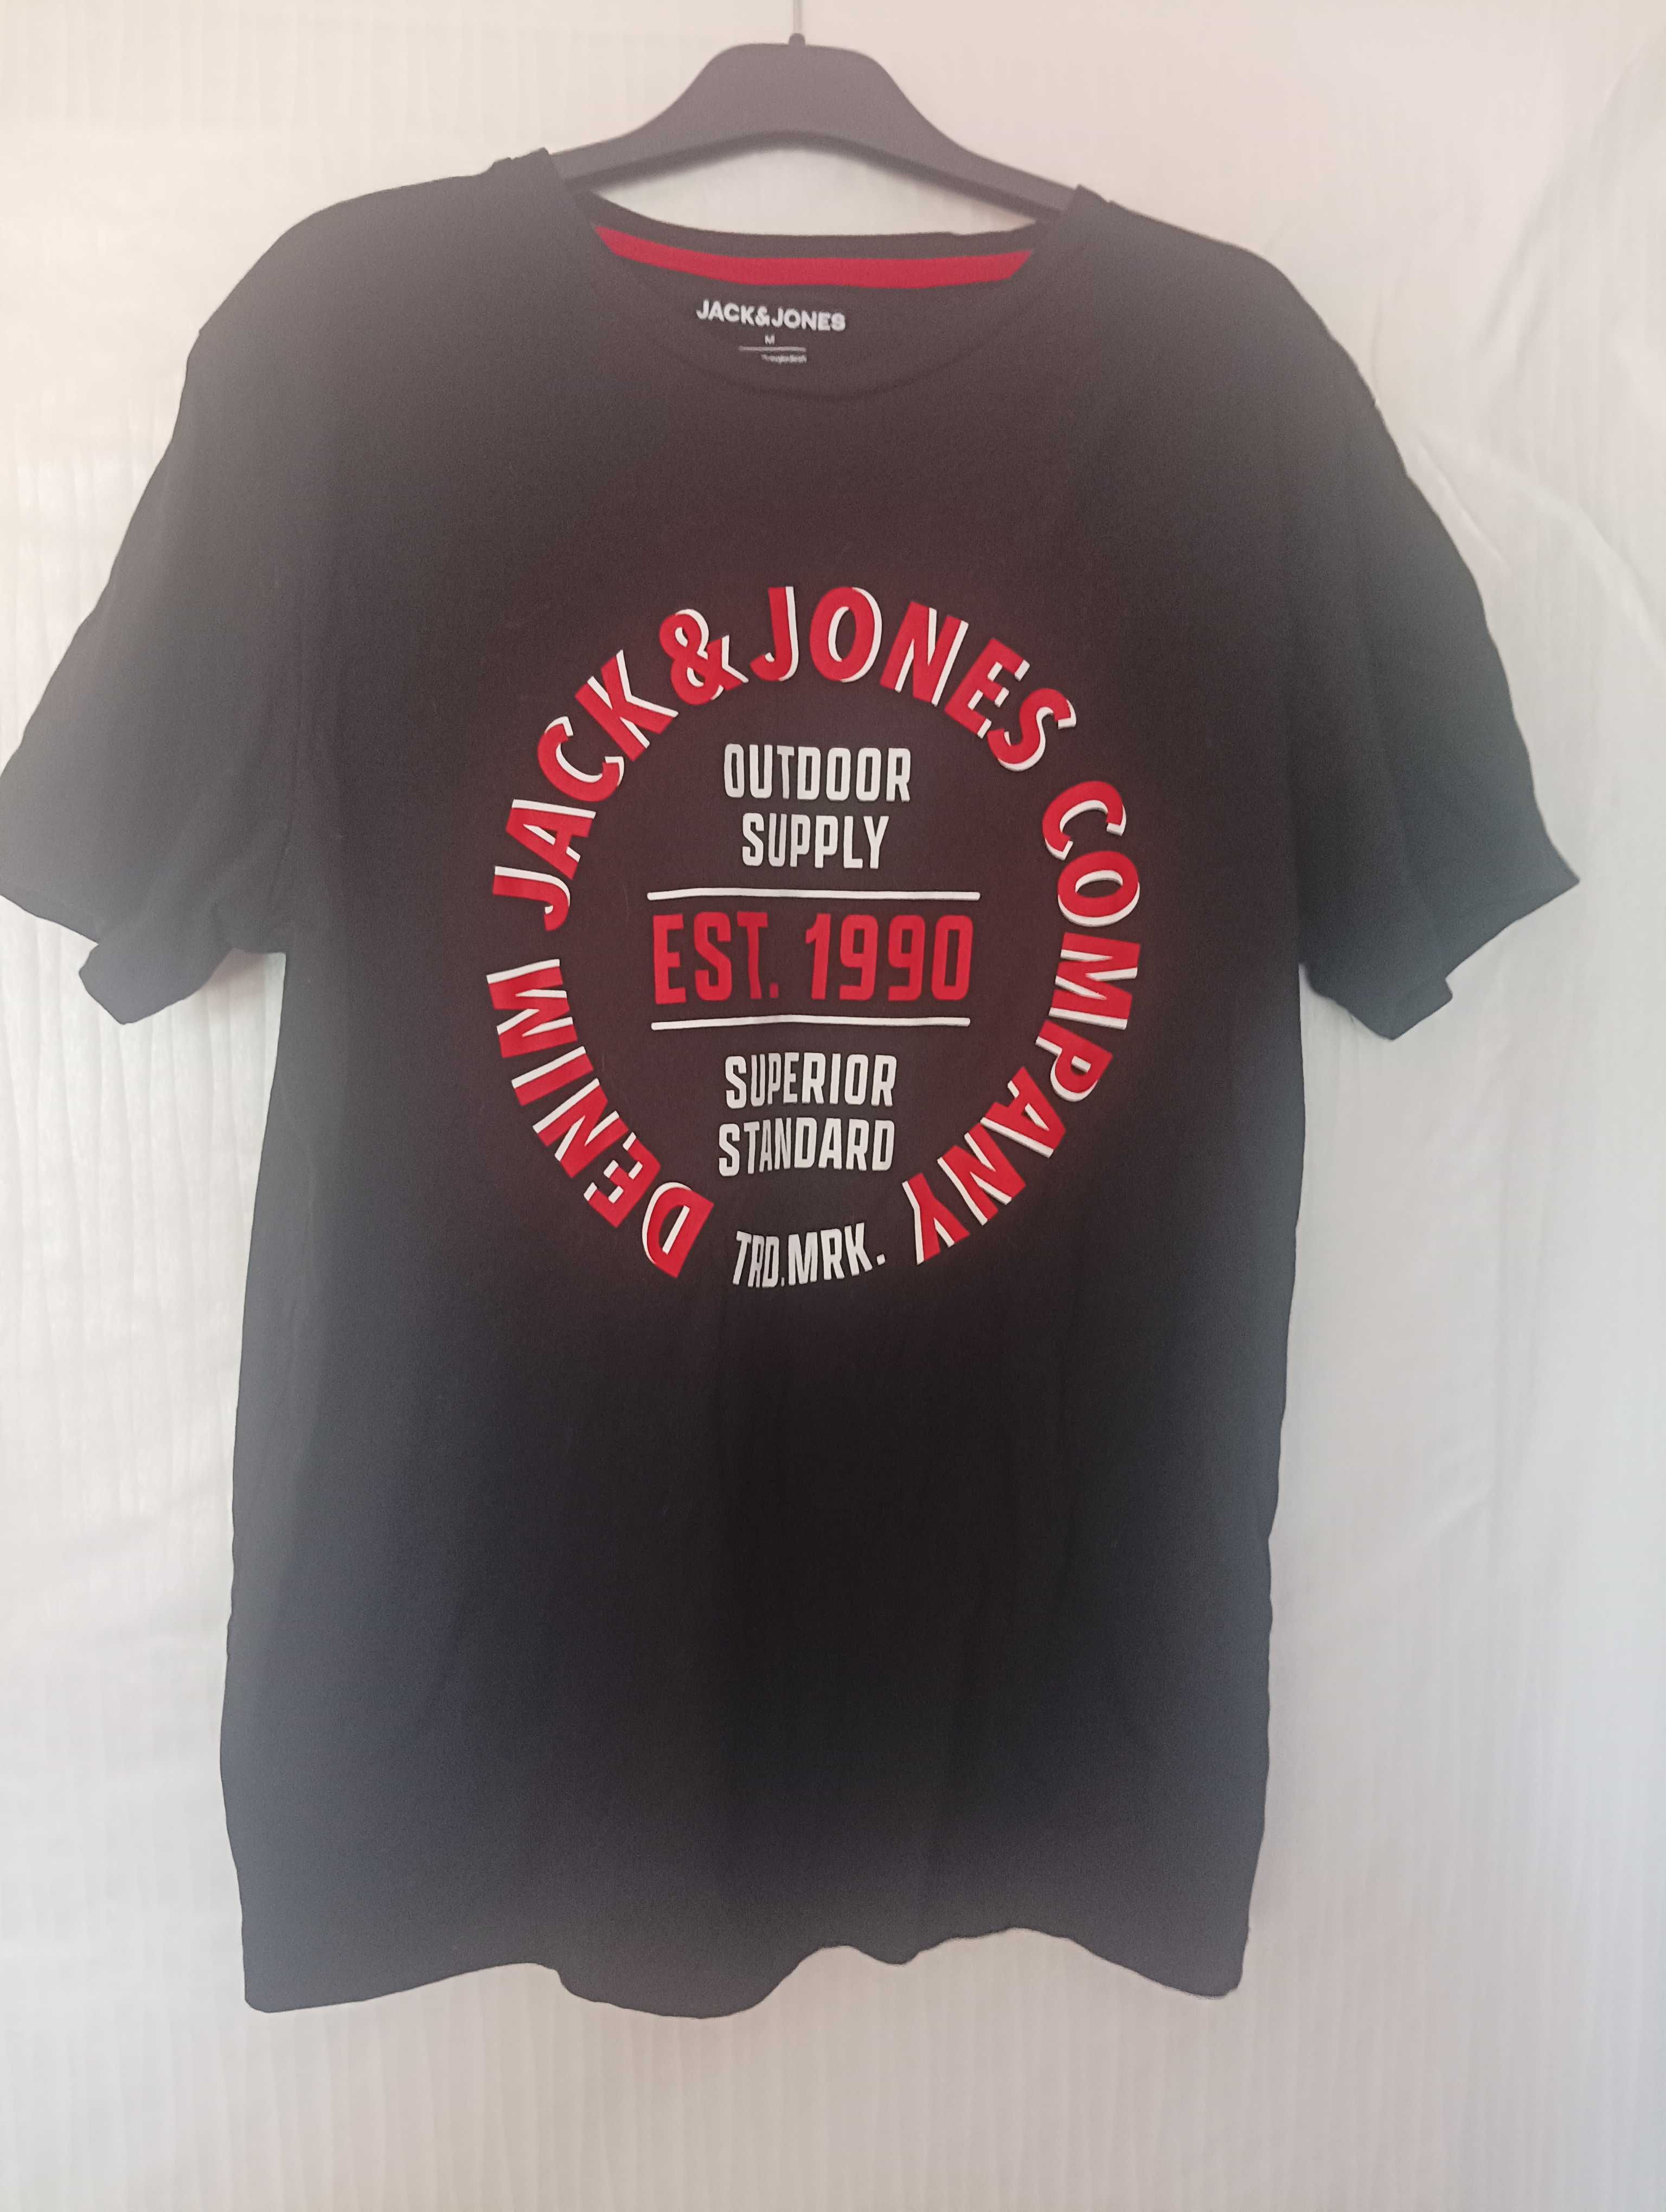 JACK&JONES
M
DENIM JACK & JONES COMPANY
OUTDOOR
SUPPLY
EST. 1990
SUPERIOR
STANDARD
TRD.MRK.